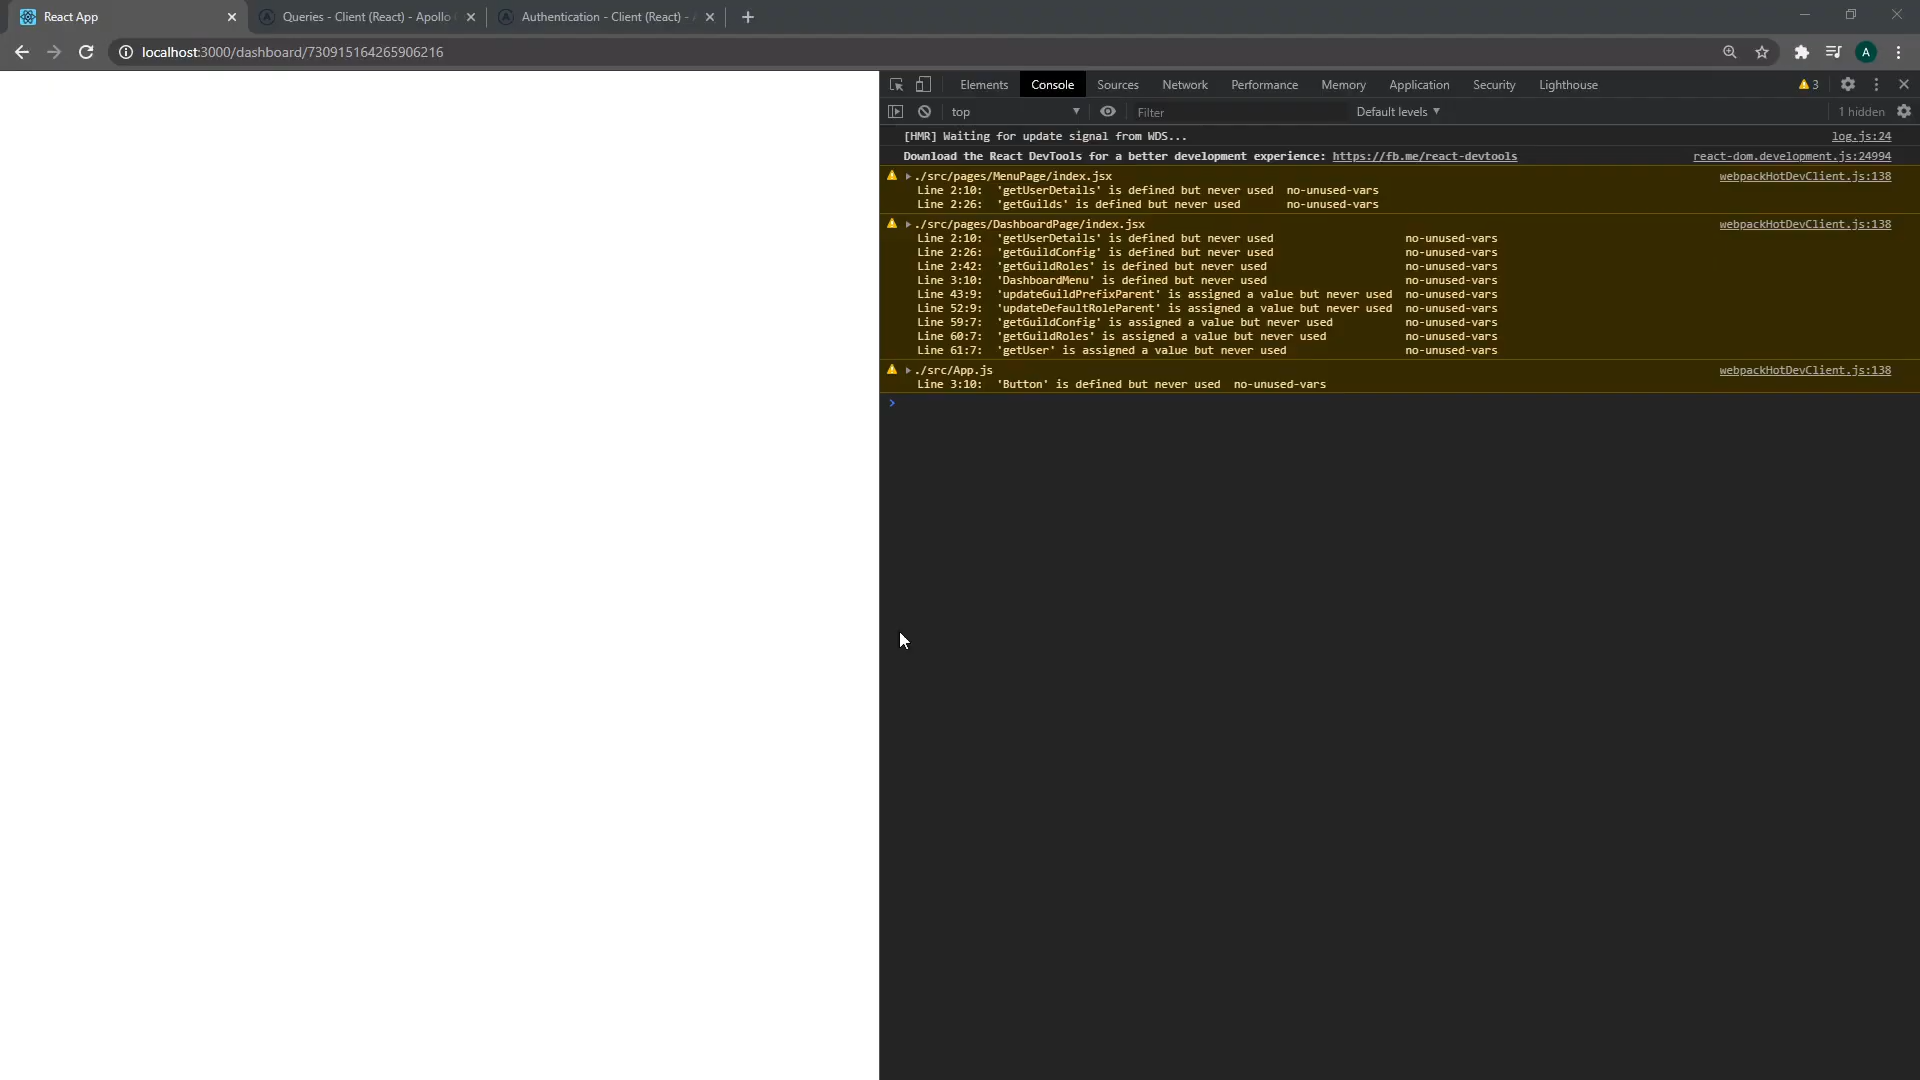 React App
Queries - Client (React) - Apollo
Authentication - Client (React) -
localhost:3000/dashboard/730915164265906216
A
Elements Console Sources Network Performance Memory Application Security Lighthouse 3
top Filter Default levels 1 hidden
[HMR] Waiting for update signal from WDS... log.js:24
Download the React DevTools for a better development experience: https://fb.me/react-devtools react-dom.development.js:24994
./src/pages/MenuPage/index.jsx webpackHotDevClient.js:138
Line 2:10: 'getUserDetails' is defined but never used no-unused-vars
Line 2:26: 'getGuilds' is defined but never used no-unused-vars
./src/pages/DashboardPage/index.jsx webpackHotDevClient.js:138
Line 2:10: 'getUserDetails' is defined but never used no-unused-vars
Line 2:26: 'getGuildConfig' is defined but never used no-unused-vars
Line 2:42: 'getGuildRoles' is defined but never used no-unused-vars
Line 3:10: 'DashboardMenu' is defined but never used no-unused-vars
Line 43:9: 'updateGuildPrefixParent' is assigned a value but never used no-unused-vars
Line 52:9: 'updateDefaultRoleParent' is assigned a value but never used no-unused-vars
Line 59:7: 'getGuildConfig' is assigned a value but never used no-unused-vars
Line 60:7: 'getGuildRoles' is assigned a value but never used no-unused-vars
Line 61:7: 'getUser' is assigned a value but never used no-unused-vars
./src/App.js webpackHotDevClient.js:138
Line 3:10: 'Button' is defined but never used no-unused-vars